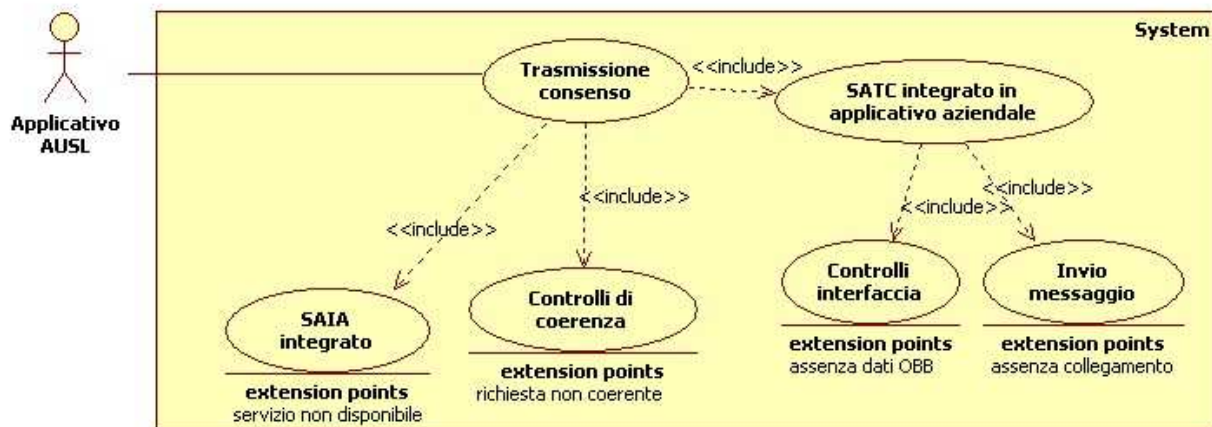 System
Applicativo
AUSL
Trasmissione
consenso
<<include>>
SATC integrato in
applicativo aziendale
<<include>>
<<include>>
<<include>>
<<include>>
SAIA
integrato
extension points
servizio non disponibile
Controlli di
coerenza
extension points
richiesta non coerente
Controlli
interfaccia
extension points
assenza dati OBB
Invio
messaggio
extension points
assenza collegamento